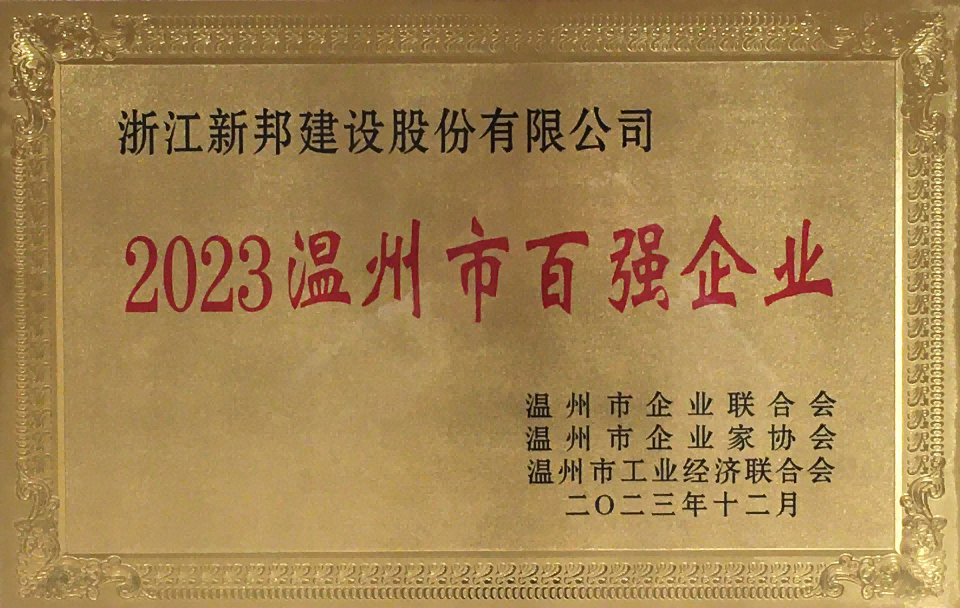 浙江新邦建设股份有限公司
2023温州市百强企业
温州市企业联合会
温州市企业家协会
温州市工业经济联合会
二〇二三年十二月